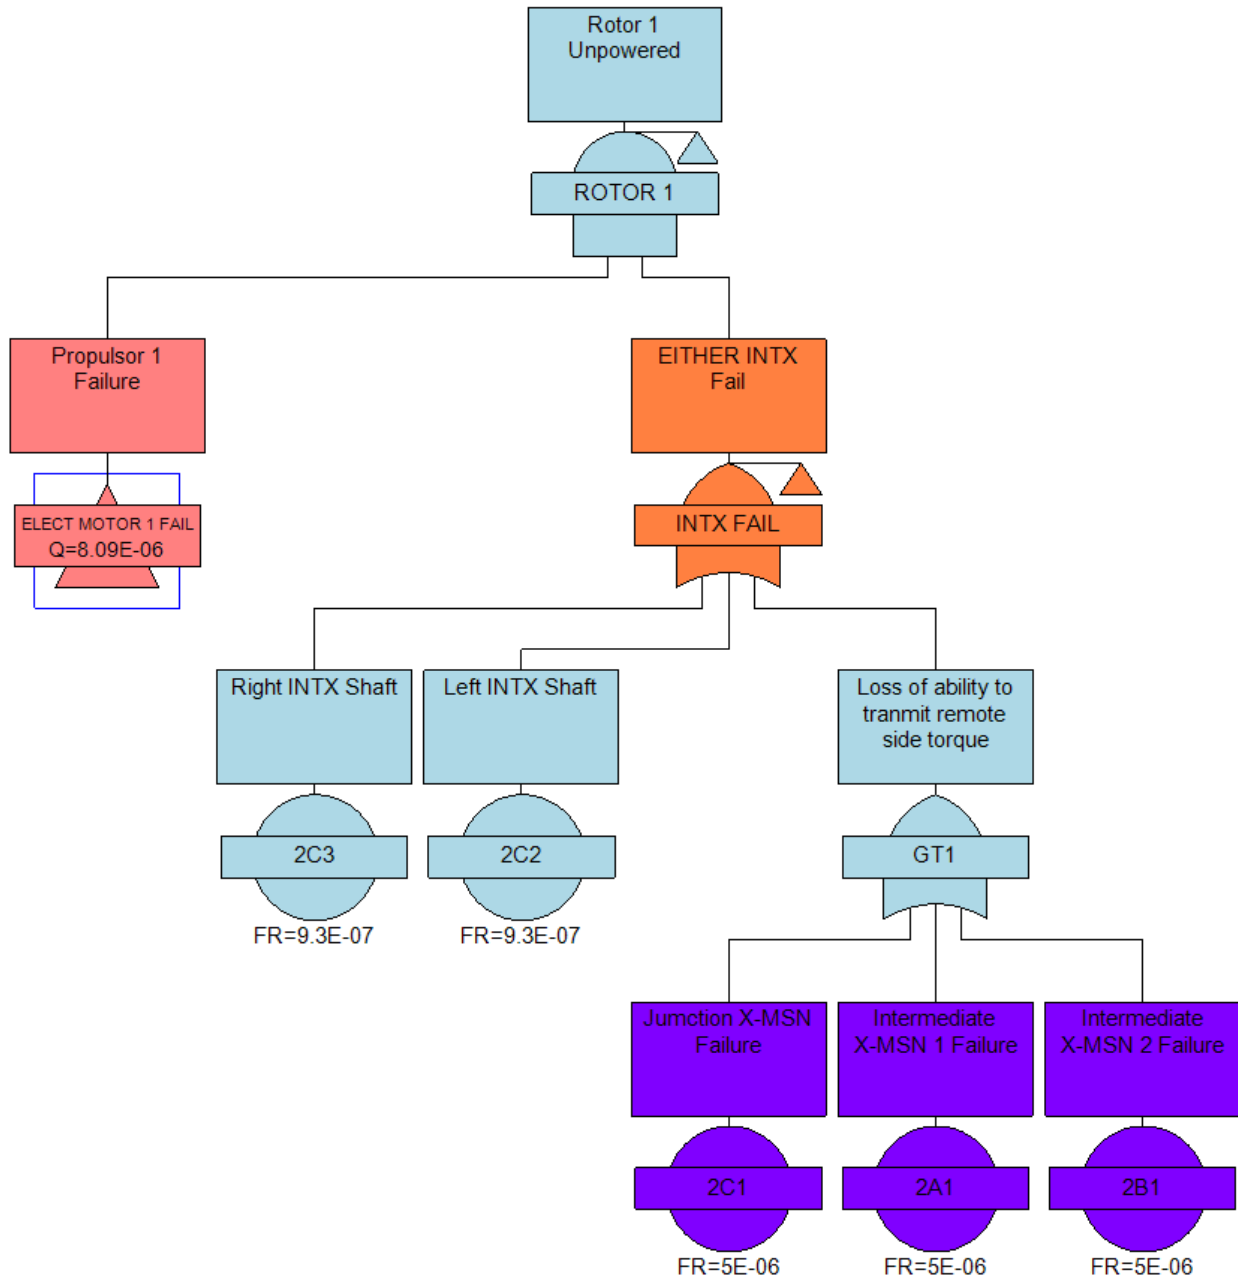 Rotor 1
Unpowered
ROTOR 1
Propulsor 1
Failure
ELECT MOTOR 1 FAIL
Q=8.09E-06
EITHER INTX
Fail
INTX FAIL
Right INTX Shaft
2C3
FR=9.3E-07
Left INTX Shaft
2C2
FR=9.3E-07
Loss of ability to
tranmit remote
side torque
GT1
Jumction X-MSN
Failure
2C1
FR=5E-06
Intermediate
X-MSN 1 Failure
2A1
FR=5E-06
Intermediate
X-MSN 2 Failure
2B1
FR=5E-06